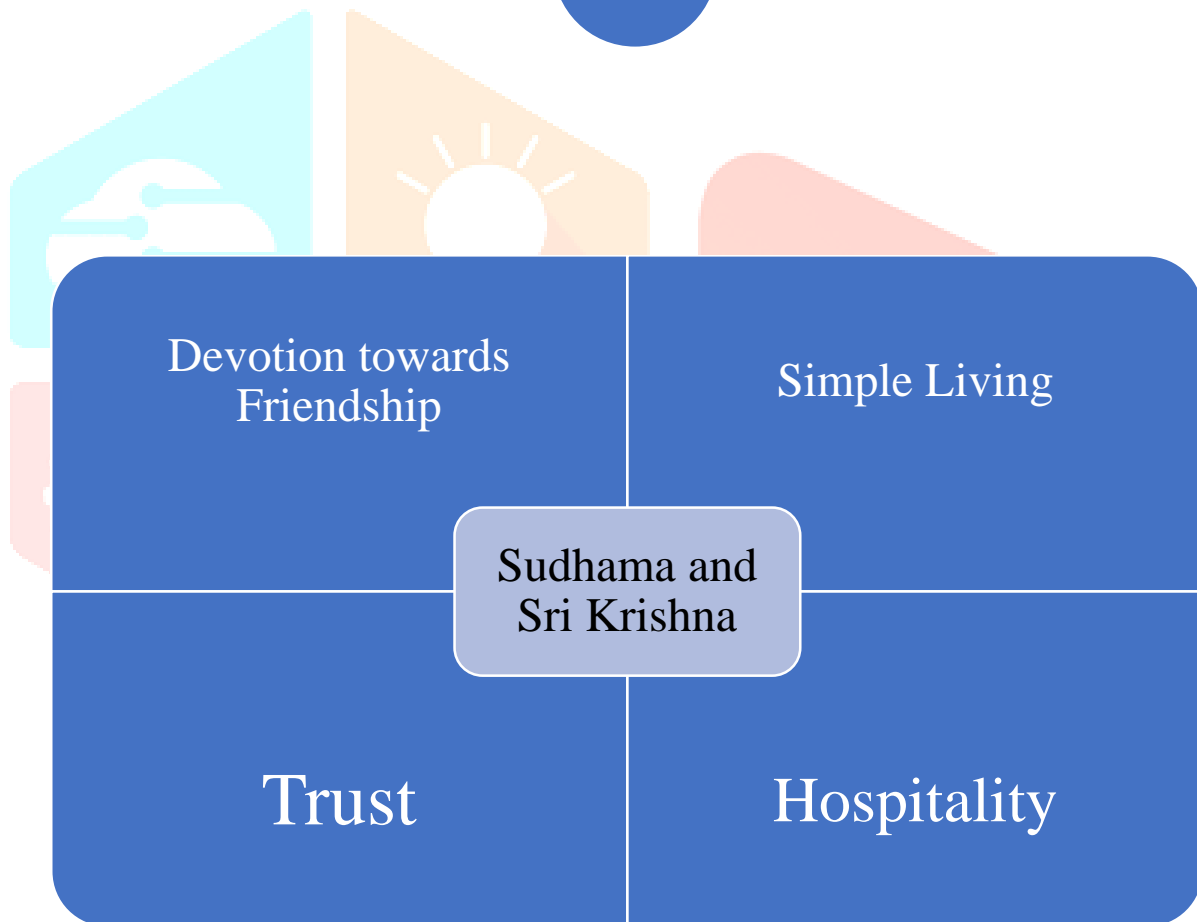 Devotion towards
Friendship
Simple Living
Sudhama and
Sri Krishna
Trust
Hospitality